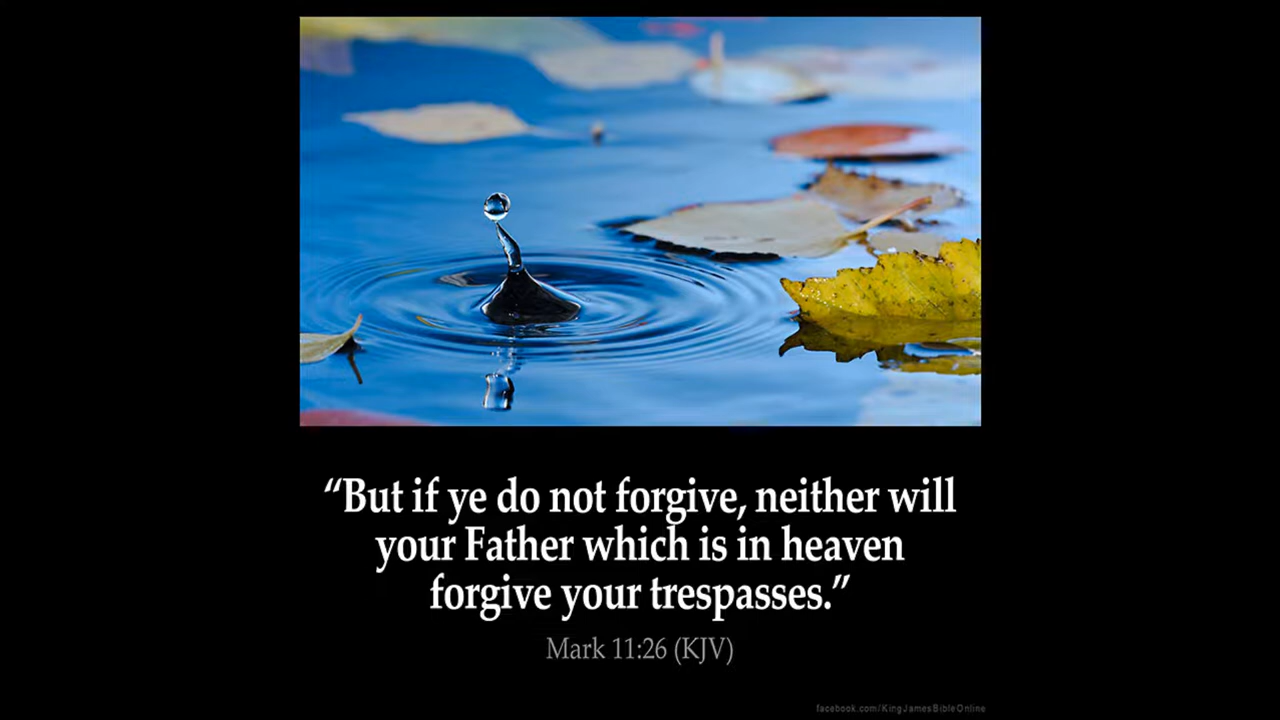 “But if ye do not forgive, neither will
your Father which is in heaven
forgive your trespasses.”
Mark 11:26 (KJV)
facebook.com/KingJamesBibleOnline